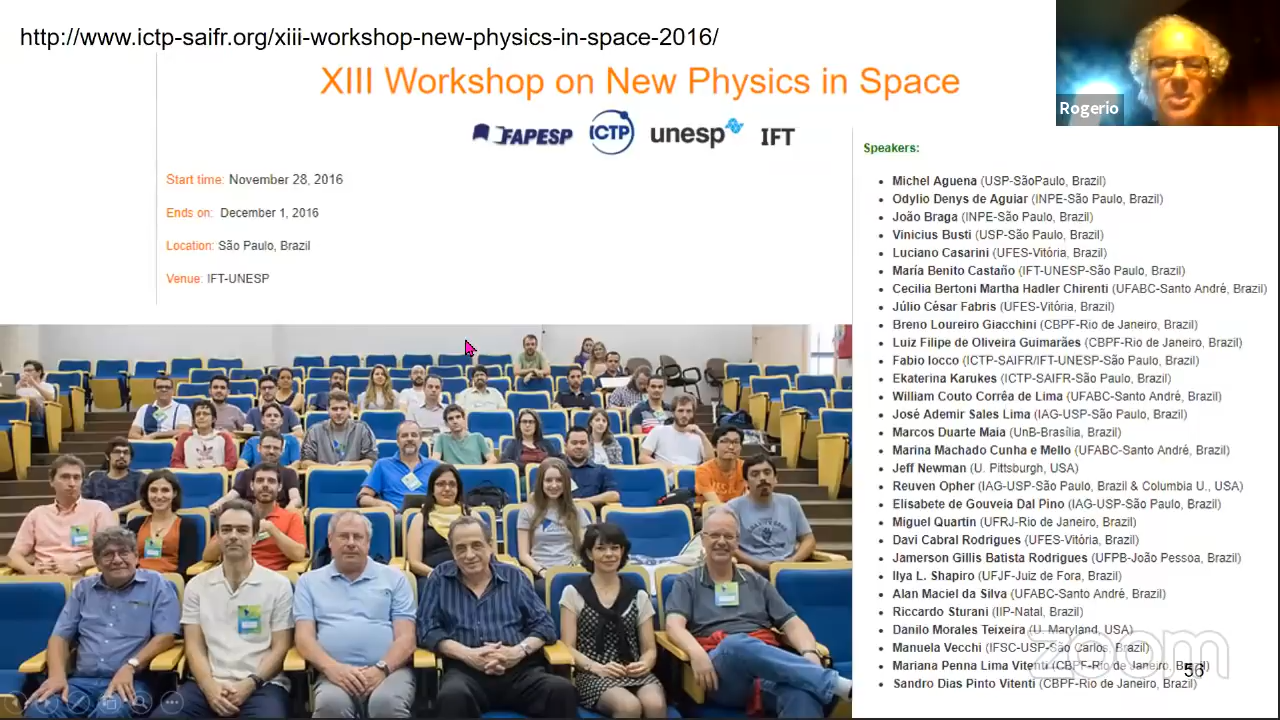 http://www.ictp-saifr.org/xiii-workshop-new-physics-in-space-2016/
Rogerio
XIII Workshop on New Physics in Space
FAPESP ICTP unesp IFT
Start time: November 28, 2016
Ends on: December 1, 2016
Location: São Paulo, Brazil
Venue: IFT-UNESP
Speakers:
Michel Aguena (USP-SãoPaulo, Brazil)
Odylio Denys de Aguiar (INPE-São Paulo, Brazil)
João Braga (INPE-São Paulo, Brazil)
Vinicius Busti (USP-São Paulo, Brazil)
Luciano Casarini (UFES-Vitória, Brazil)
María Benito Castaño (IFT-UNESP-São Paulo, Brazil)
Cecilia Bertoni Martha Hadler Chirenti (UFABC-Santo André, Brazil)
Júlio César Fabris (UFES-Vitória, Brazil)
Breno Loureiro Giacchini (CBPF-Rio de Janeiro, Brazil)
Luiz Filipe de Oliveira Guimarães (CBPF-Rio de Janeiro, Brazil)
Fabio Iocco (ICTP-SAIFR/IFT-UNESP-São Paulo, Brazil)
Ekaterina Karukes (ICTP-SAIFR-São Paulo, Brazil)
William Couto Corrêa de Lima (UFABC-Santo André, Brazil)
José Ademir Sales Lima (IAG-USP-São Paulo, Brazil)
Marcos Duarte Maia (UnB-Brasília, Brazil)
Marina Machado Cunha e Mello (UFABC-Santo André, Brazil)
Jeff Newman (U. Pittsburgh, USA)
Reuven Opher (IAG-USP-São Paulo, Brazil & Columbia U., USA)
Elisabete de Gouveia Dal Pino (IAG-USP-São Paulo, Brazil)
Miguel Quartin (UFRJ-Rio de Janeiro, Brazil)
Davi Cabral Rodrigues (UFES-Vitória, Brazil)
Jamerson Gillis Batista Rodrigues (UFPB-João Pessoa, Brazil)
Ilya L. Shapiro (UFJF-Juiz de Fora, Brazil)
Alan Maciel da Silva (UFABC-Santo André, Brazil)
Riccardo Sturani (IIP-Natal, Brazil)
Danilo Morales Teixeira (U. Maryland, USA)
Manuela Vecchi (IFSC-USP-São Carlos, Brazil)
Mariana Penna Lima Vitenti (CBPF-Rio de Janeiro, Brazil)
Sandro Dias Pinto Vitenti (CBPF-Rio de Janeiro, Brazil)
zoom
56